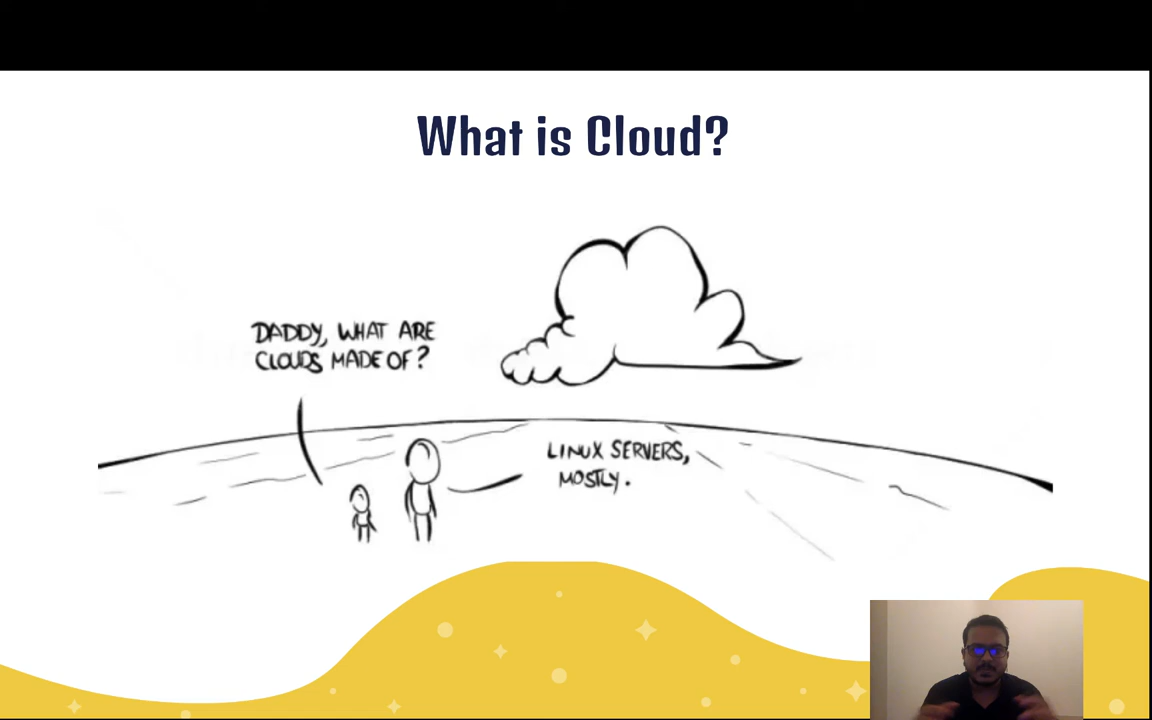 What is Cloud?
DADDY, WHAT ARE
CLOUDS MADE OF?
LINUX SERVERS,
MOSTLY.